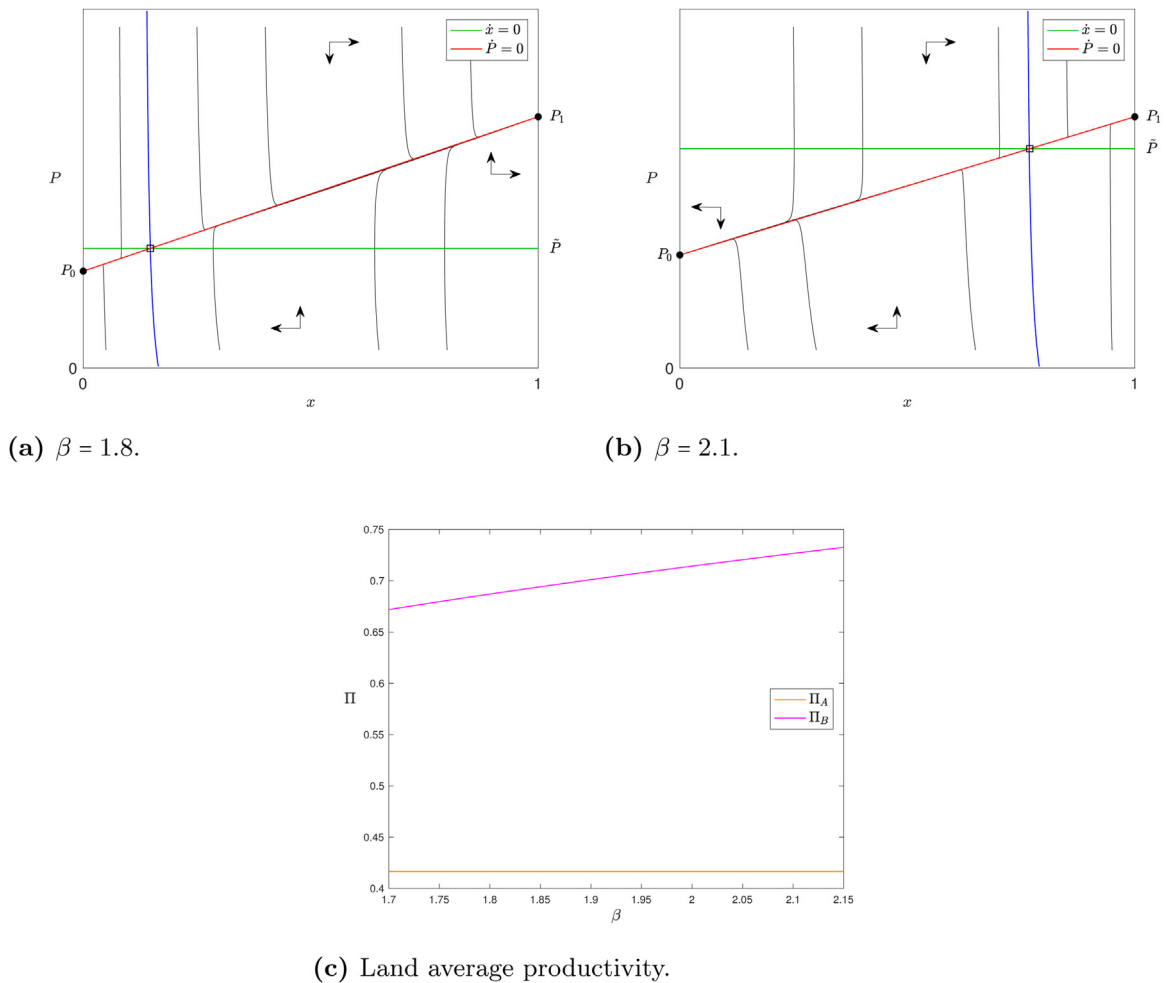 ẋ = 0
Ṗ = 0
P₁
P
P̃
P₀
0
0
1
x
(a) β = 1.8.
ẋ = 0
Ṗ = 0
P₁
P̃
P
P₀
0
0
1
x
(b) β = 2.1.
0.75
0.7
0.65
0.6
Π
Π_A
Π_B
0.55
0.5
0.45
0.4
1.7 1.75 1.8 1.85 1.9 1.95 2 2.05 2.1 2.15
β
(c) Land average productivity.